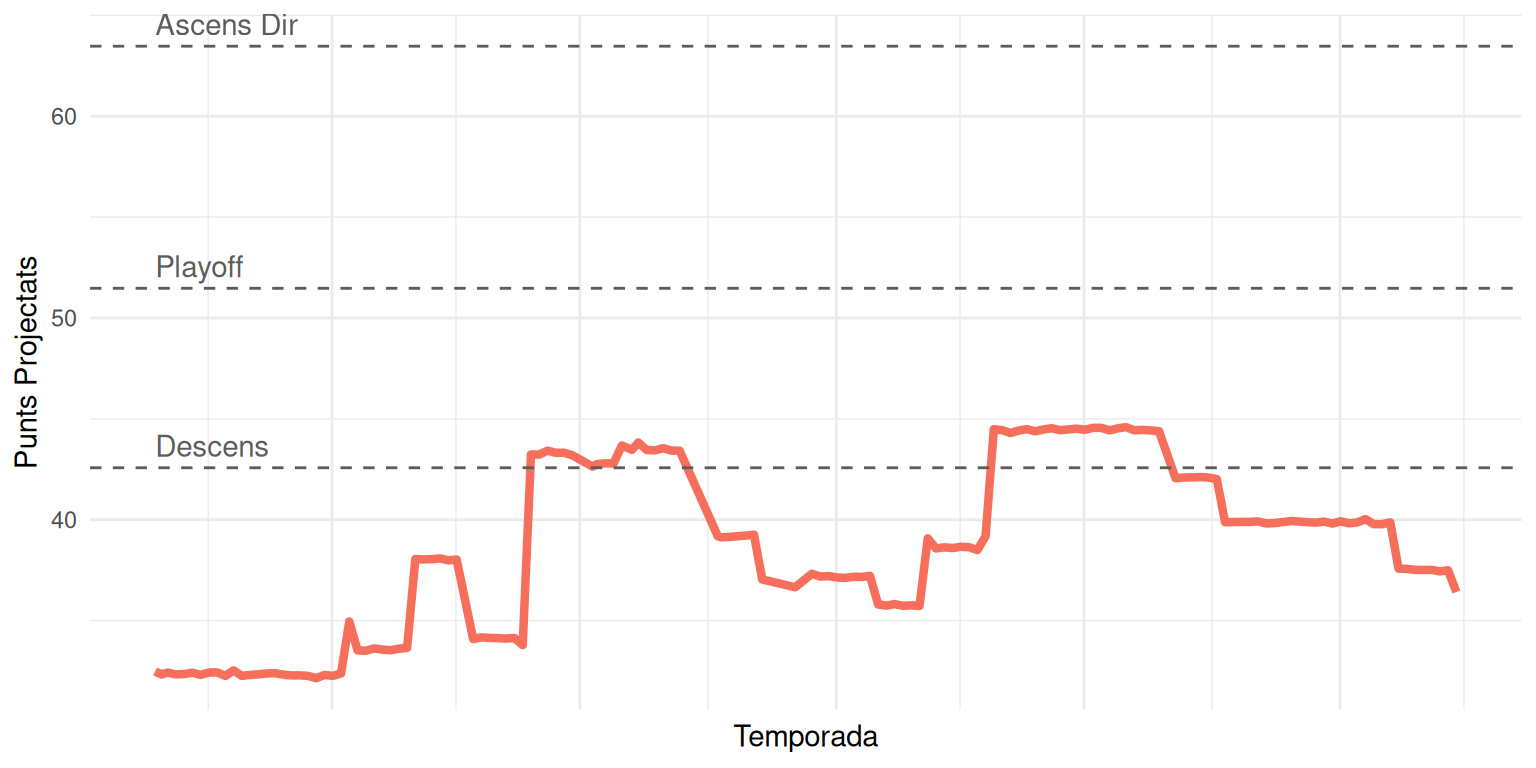 Ascens Dir
60
Playoff
50
Descens
40
Punts Projectats
Temporada